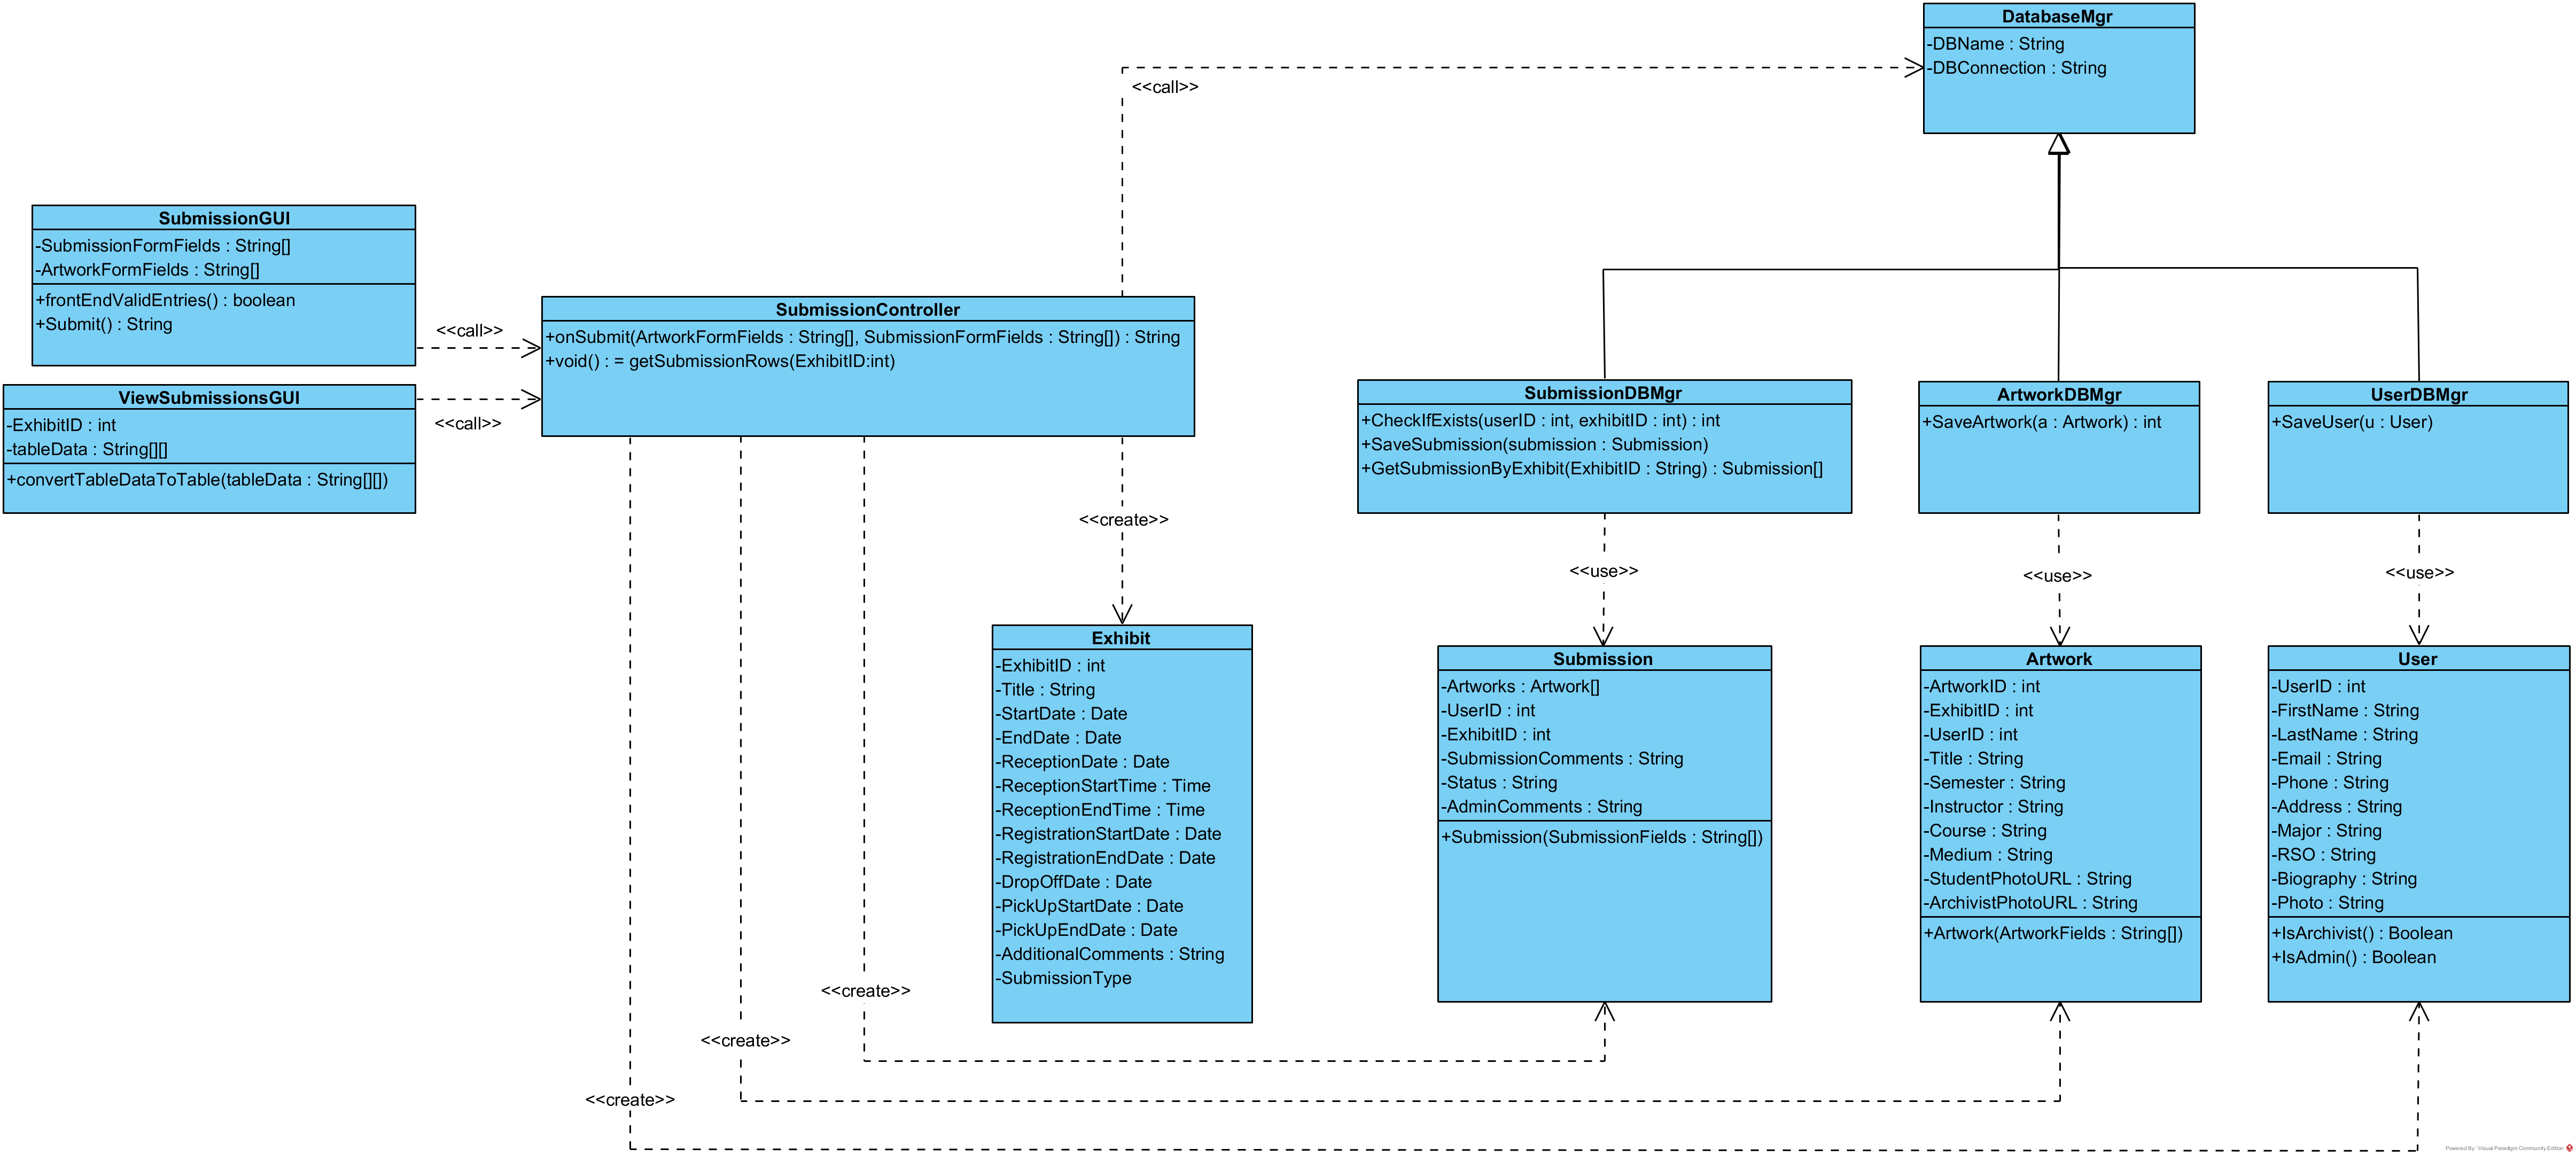 DatabaseMgr
-DBName : String
-DBConnection : String
<<call>>
SubmissionGUI
-SubmissionFormFields : String[]
-ArtworkFormFields : String[]
+frontEndValidEntries() : boolean
+Submit() : String
<<call>>
ViewSubmissionsGUI
-ExhibitID : int
-tableData : String[][]
+convertTableDataToTable(tableData : String[][])
<<call>>
SubmissionController
+onSubmit(ArtworkFormFields : String[], SubmissionFormFields : String[]) : String
+void() : = getSubmissionRows(ExhibitID:int)
SubmissionDBMgr
+CheckIfExists(userID : int, exhibitID : int) : int
+SaveSubmission(submission : Submission)
+GetSubmissionByExhibit(ExhibitID : String) : Submission[]
ArtworkDBMgr
+SaveArtwork(a : Artwork) : int
UserDBMgr
+SaveUser(u : User)
<<create>>
<<use>>
<<use>>
<<use>>
Exhibit
-ExhibitID : int
-Title : String
-StartDate : Date
-EndDate : Date
-ReceptionDate : Date
-ReceptionStartTime : Time
-ReceptionEndTime : Time
-RegistrationStartDate : Date
-RegistrationEndDate : Date
-DropOffDate : Date
-PickUpStartDate : Date
-PickUpEndDate : Date
-AdditionalComments : String
-SubmissionType
Submission
-Artworks : Artwork[]
-UserID : int
-ExhibitID : int
-SubmissionComments : String
-Status : String
-AdminComments : String
+Submission(SubmissionFields : String[])
Artwork
-ArtworkID : int
-ExhibitID : int
-UserID : int
-Title : String
-Semester : String
-Instructor : String
-Course : String
-Medium : String
-StudentPhotoURL : String
-ArchivistPhotoURL : String
+Artwork(ArtworkFields : String[])
User
-UserID : int
-FirstName : String
-LastName : String
-Email : String
-Phone : String
-Address : String
-Major : String
-RSO : String
-Biography : String
-Photo : String
+IsArchivist() : Boolean
+IsAdmin() : Boolean
<<create>>
<<create>>
<<create>>
Powered By Visual Paradigm Community Edition